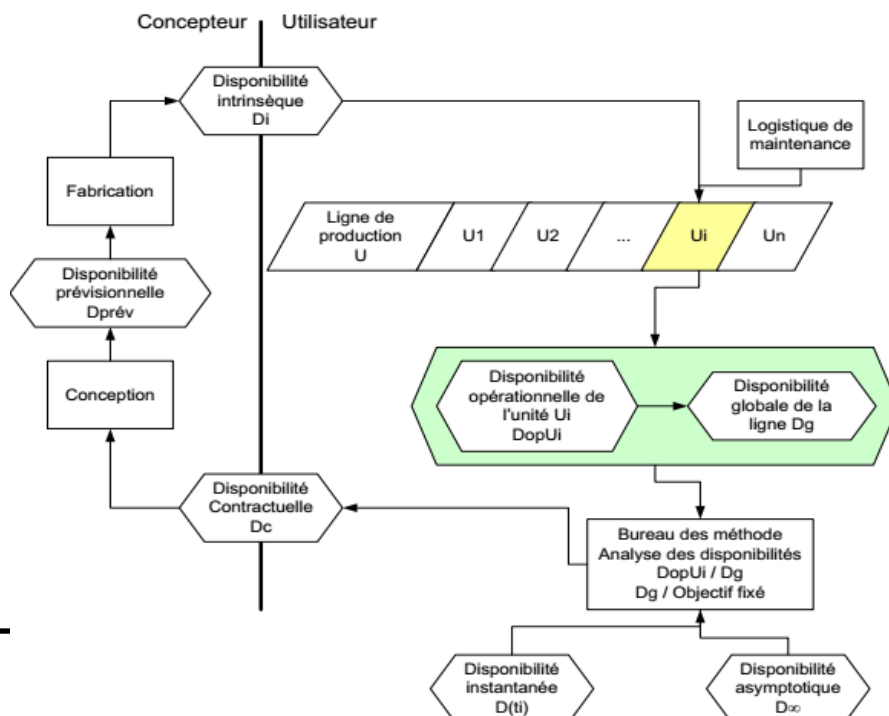 Concepteur
Utilisateur
Disponibilité
intrinsèque
Di
Logistique de
maintenance
Fabrication
Ligne de
production
U
U1
U2
...
Ui
Un
Disponibilité
prévisionnelle
Dprév
Conception
Disponibilité
opérationnelle de
l'unité Ui
DopUi
Disponibilité
globale de la
ligne Dg
Disponibilité
Contractuelle
Dc
Bureau des méthode
Analyse des disponibilités
DopUi / Dg
Dg / Objectif fixé
Disponibilité
instantanée
D(ti)
Disponibilité
asymptotique
D∞